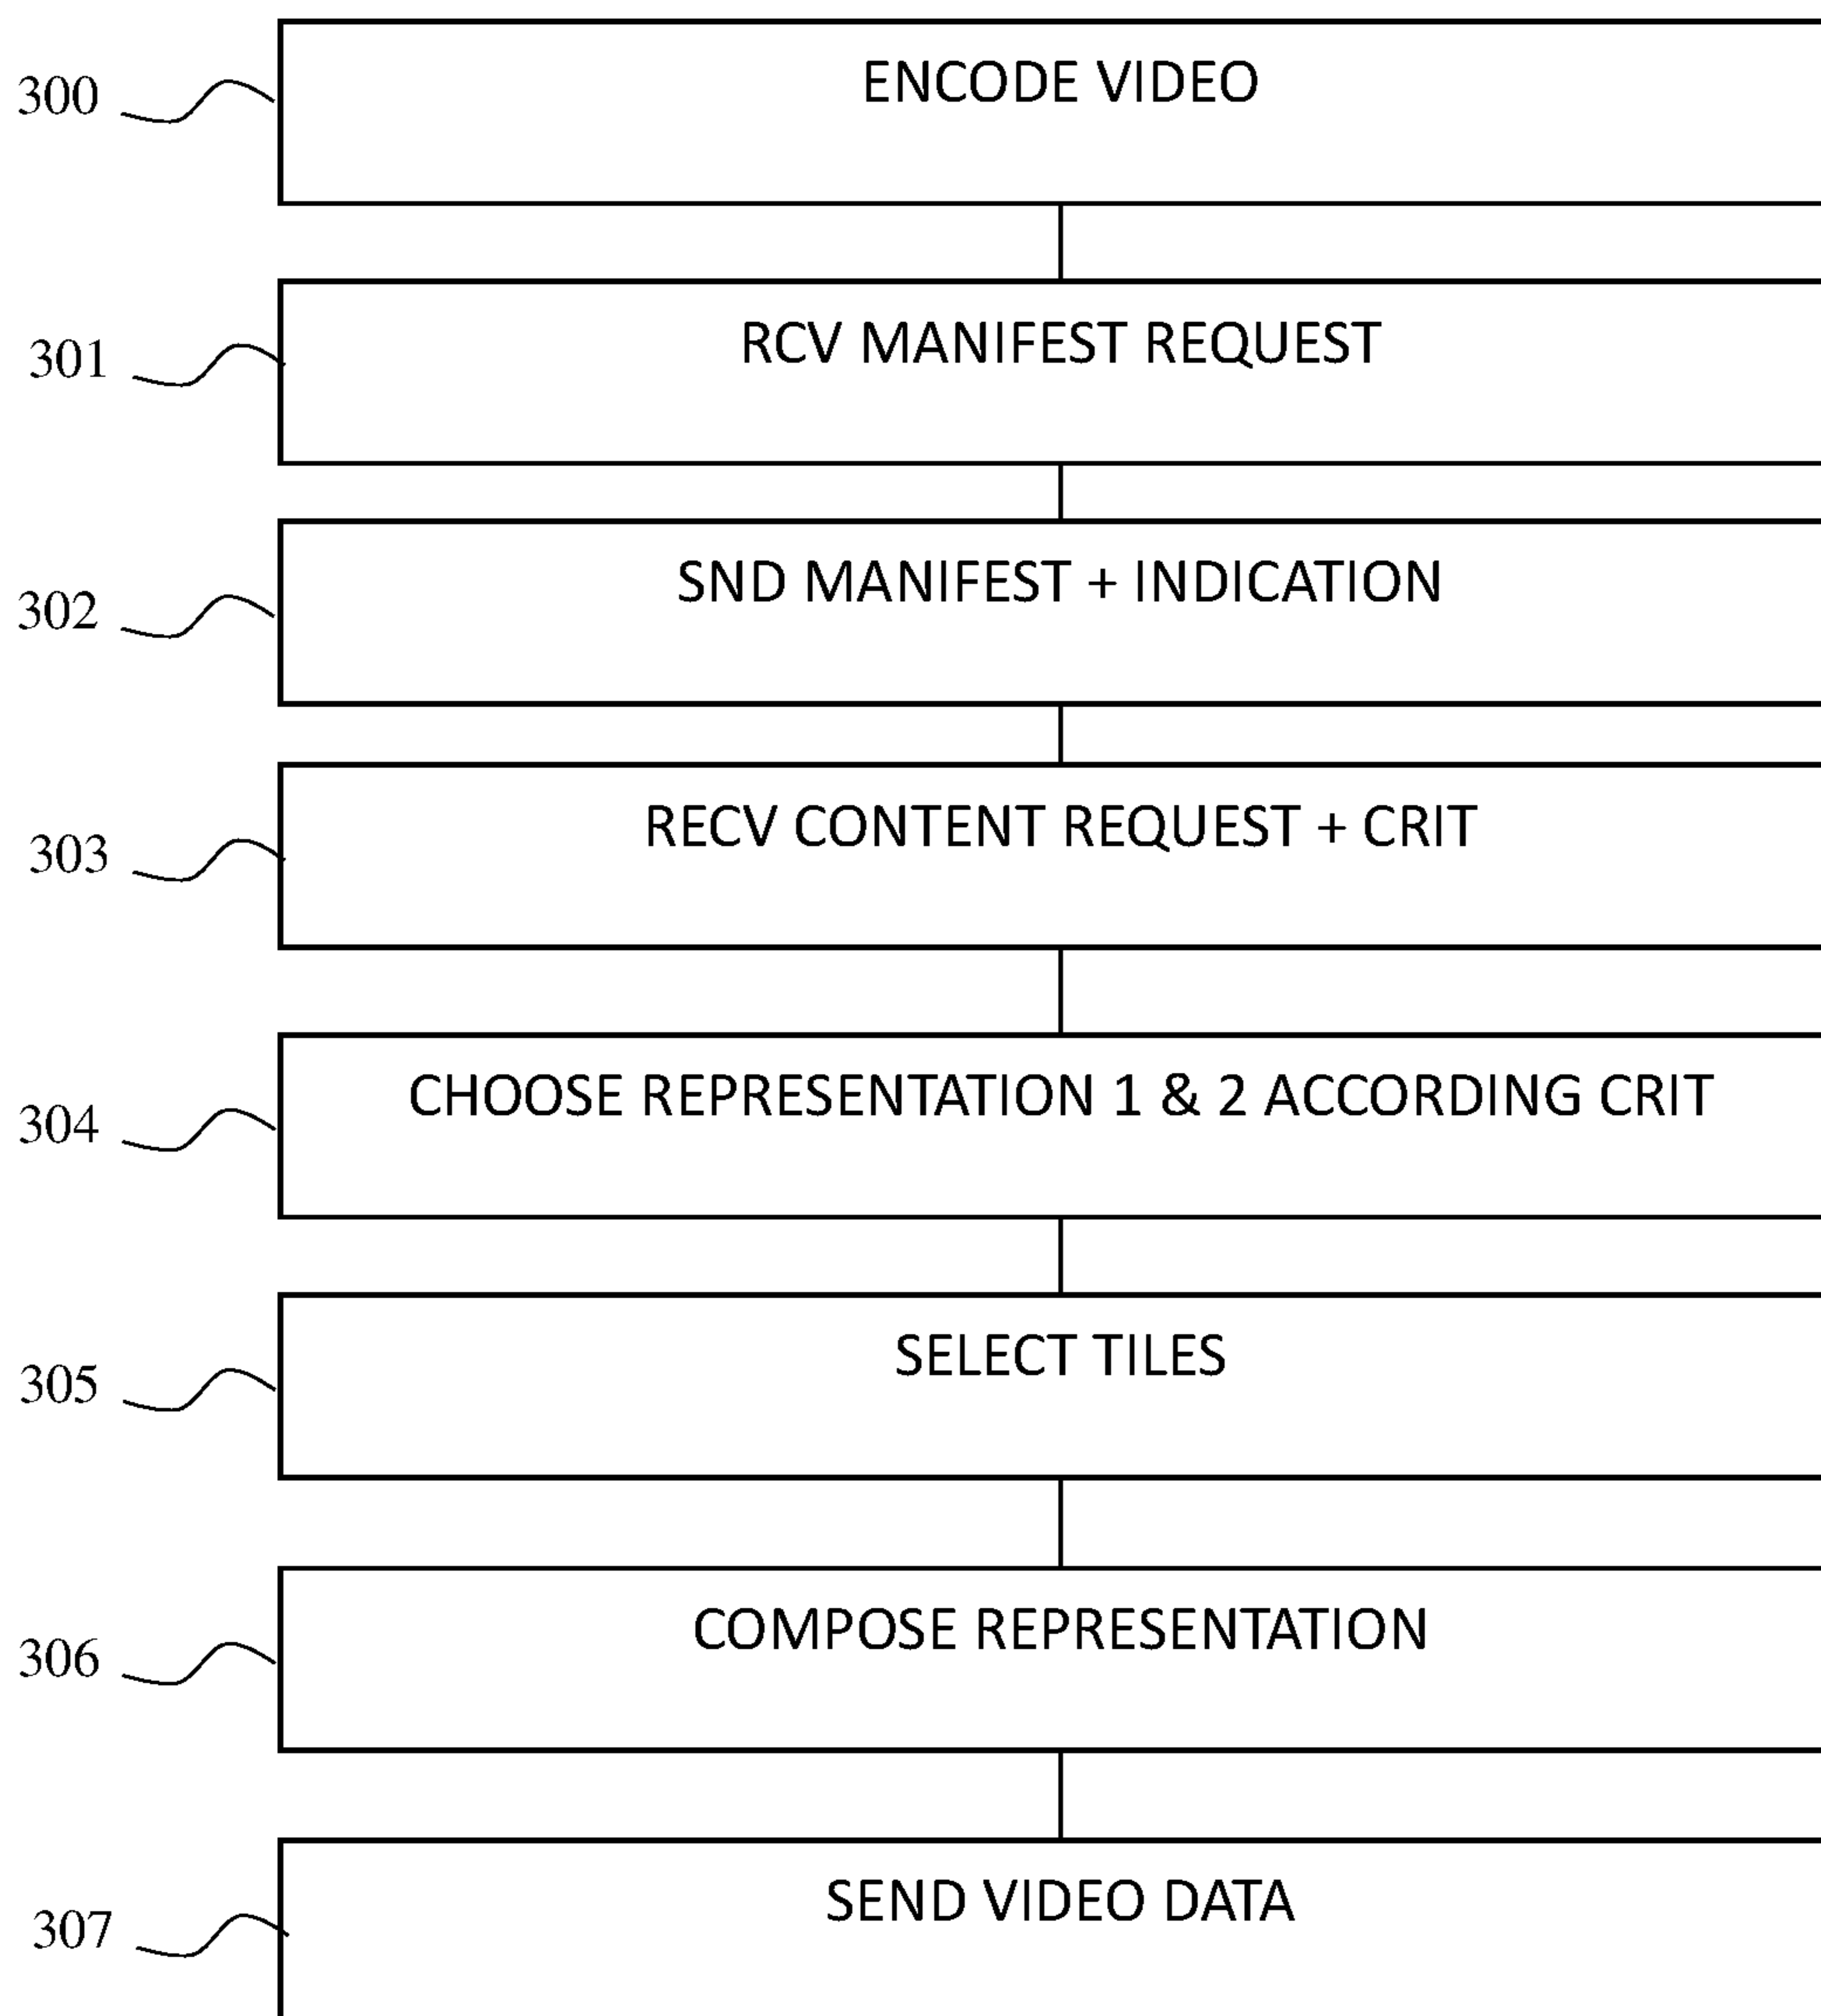 300
ENCODE VIDEO
301
RCV MANIFEST REQUEST
302
SND MANIFEST + INDICATION
303
RECV CONTENT REQUEST + CRIT
304
CHOOSE REPRESENTATION 1 & 2 ACCORDING CRIT
305
SELECT TILES
306
COMPOSE REPRESENTATION
307
SEND VIDEO DATA